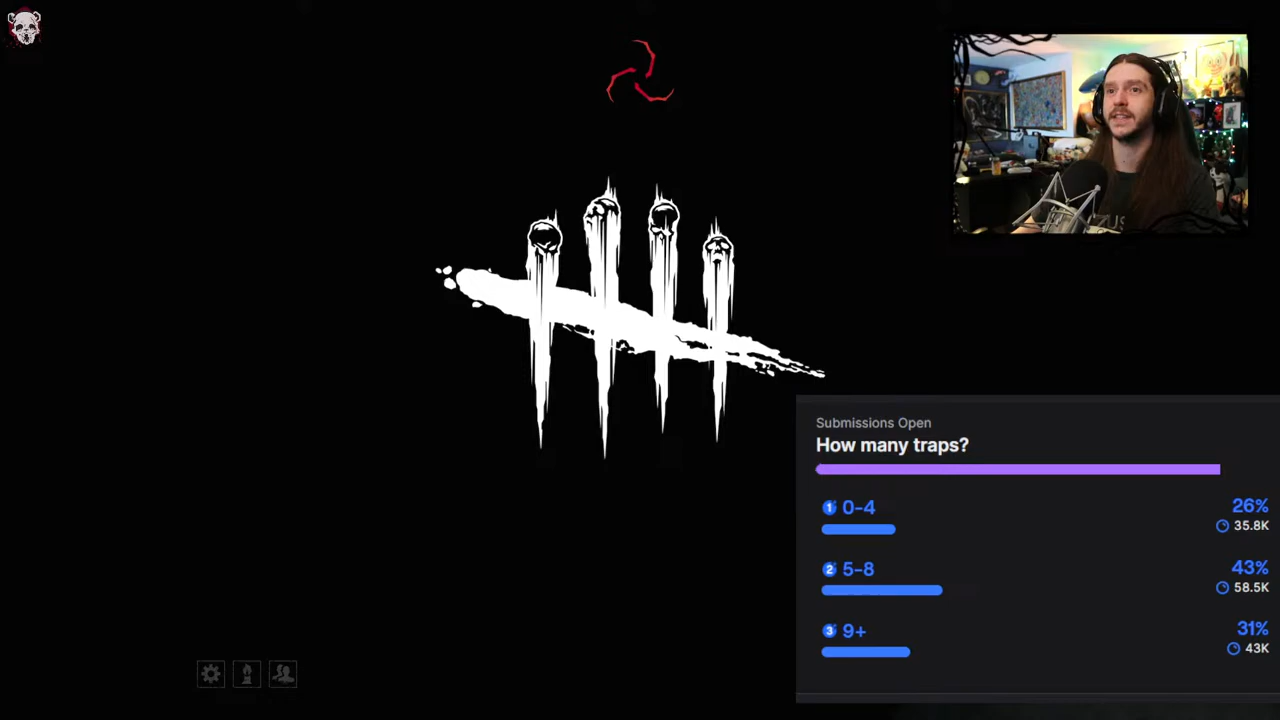 Submissions Open
How many traps?
1 0-4 26%
35.8K
2 5-8 43%
58.5K
3 9+ 31%
43K
US